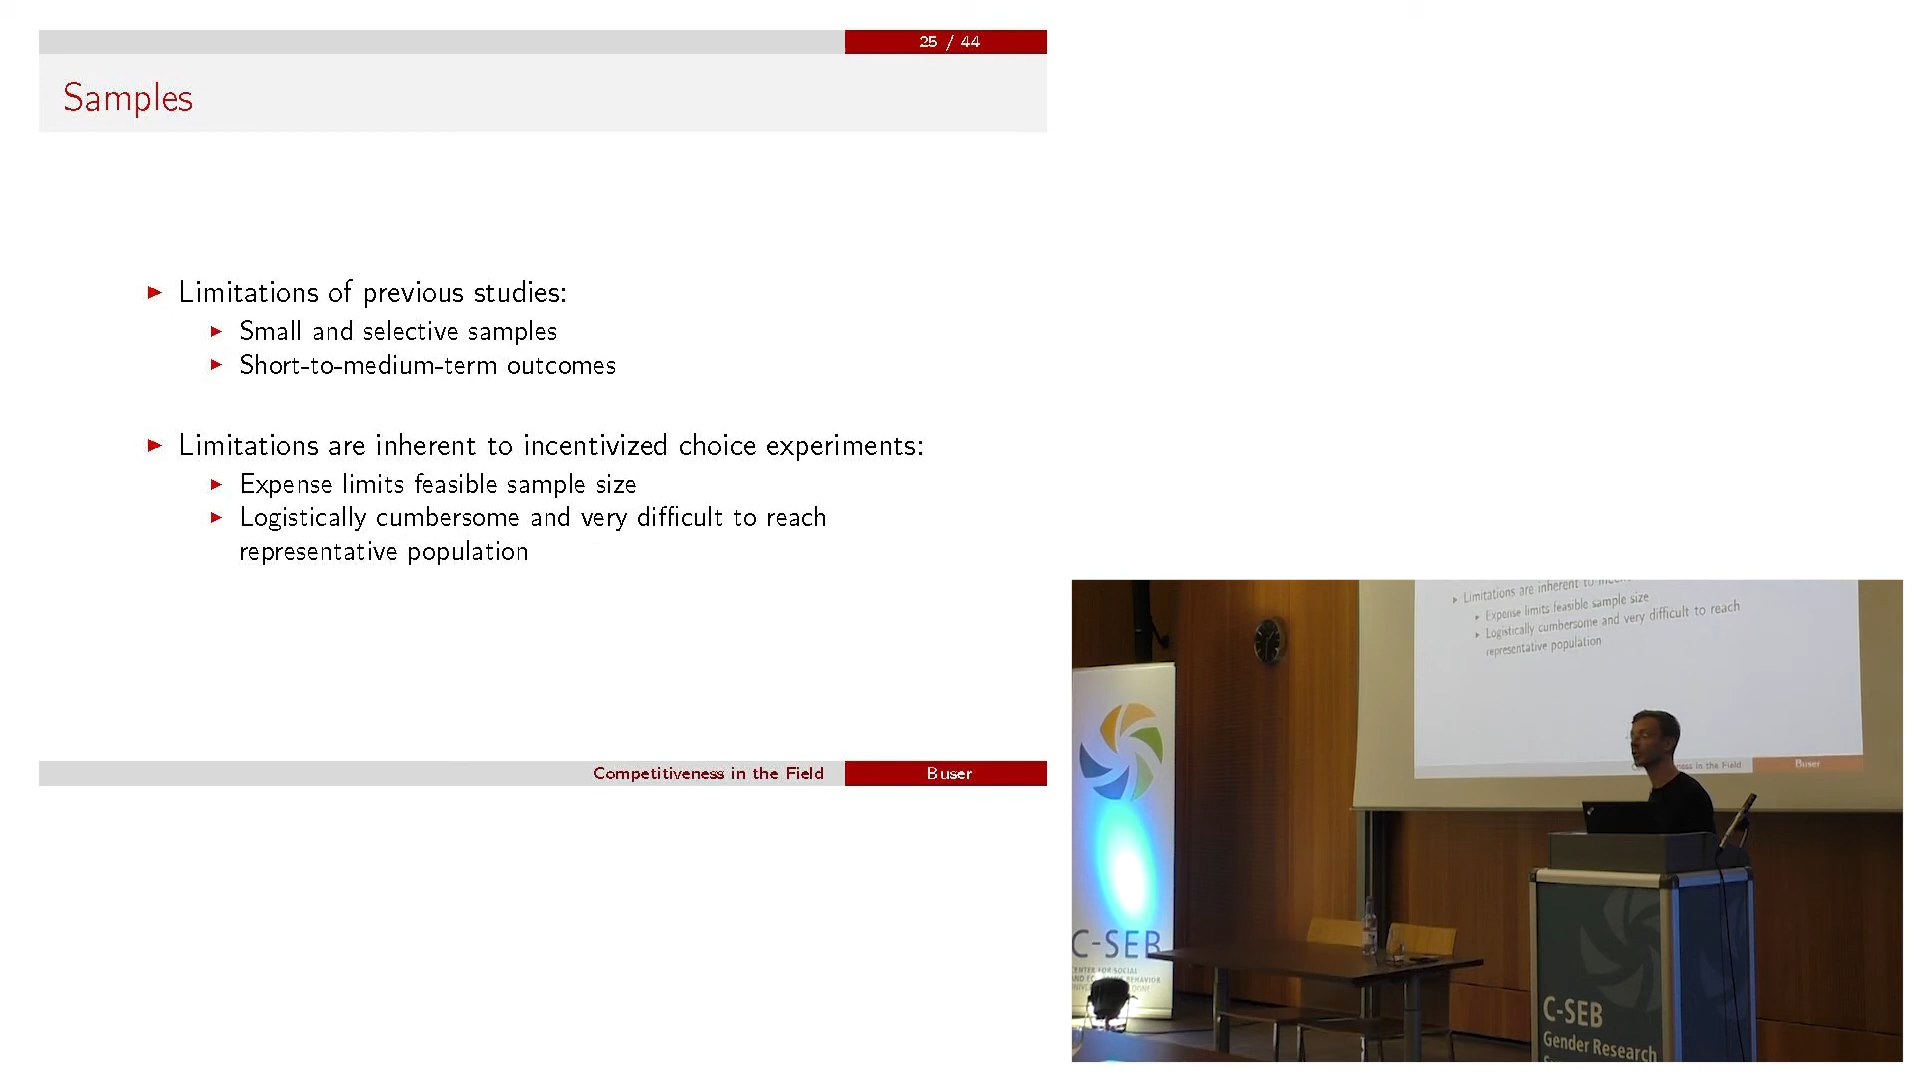 25 / 44
Samples
Limitations of previous studies:
Small and selective samples
Short-to-medium-term outcomes
Limitations are inherent to incentivized choice experiments:
Expense limits feasible sample size
Logistically cumbersome and very difficult to reach
representative population
Competitiveness in the Field
Buser
Limitations are inherent to
Expense limits feasible sample size
Logistically cumbersome and very difficult to reach
representative population
in the Field
Buser
C-SEB
CENTER FOR SOCIAL
BEHAVIOR
C-SEB
Gender Research